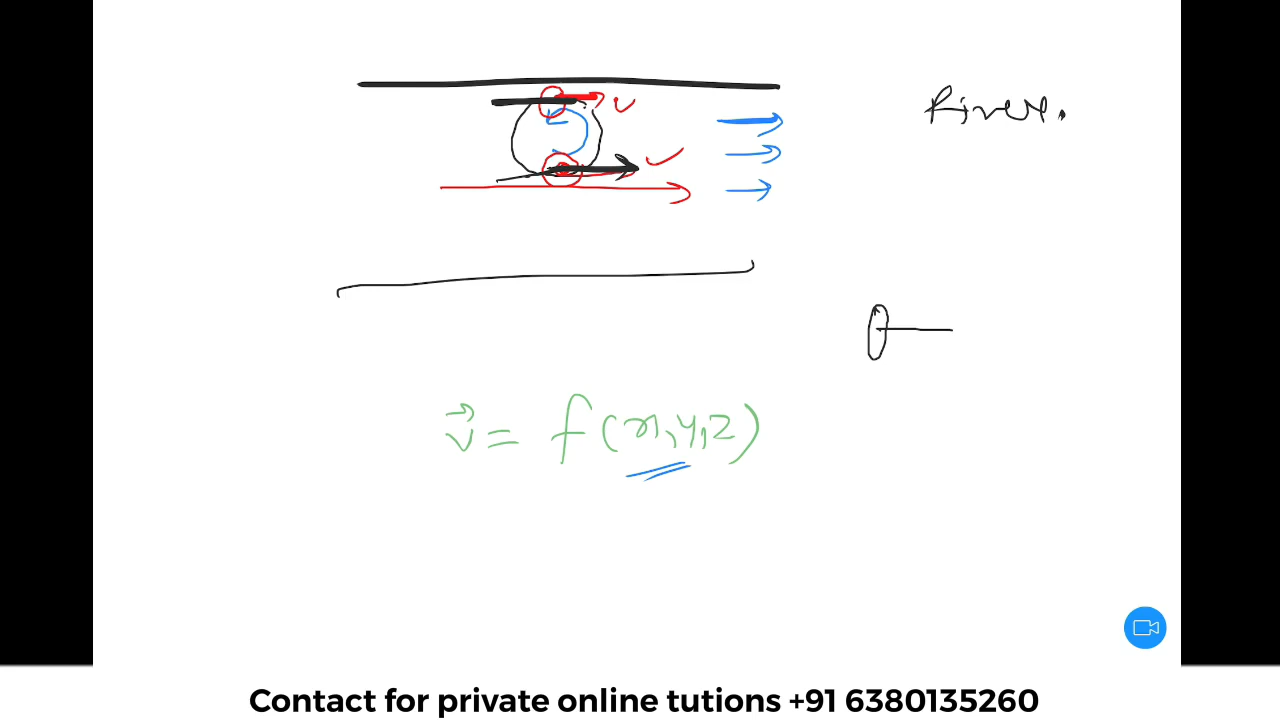 River.
v
v⃗ = f(x,y,z)
Contact for private online tutions +91 6380135260